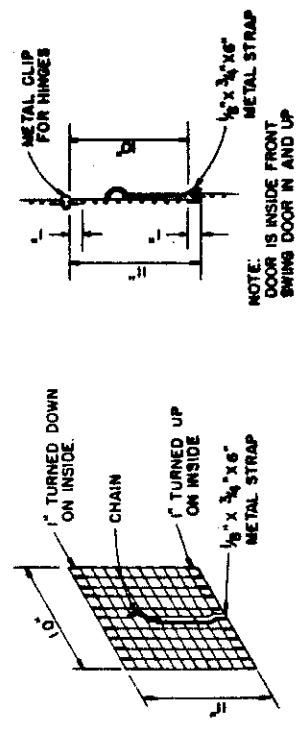 1" TURNED DOWN
ON INSIDE.
10"
CHAIN
1" TURNED UP
ON INSIDE
11"
1/8" X 3/4" X 6"
METAL STRAP
METAL CLIP
FOR HINGES
1"
10"
11"
1"
1/8" X 3/4" X 6"
METAL STRAP
NOTE:
DOOR IS INSIDE FRONT
SWING DOOR IN AND UP